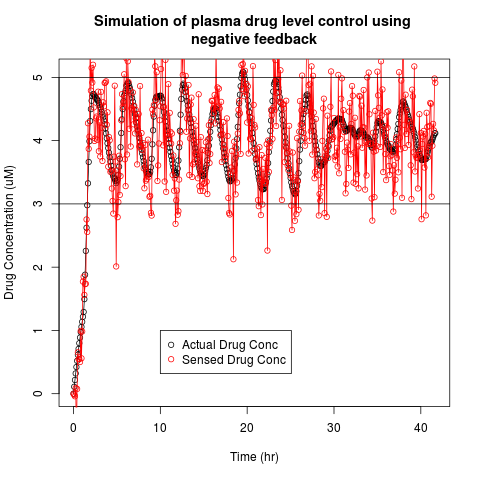 Simulation of plasma drug level control using
negative feedback
Drug Concentration (uM)
5
4
3
2
1
0
Actual Drug Conc
Sensed Drug Conc
0 10 20 30 40
Time (hr)